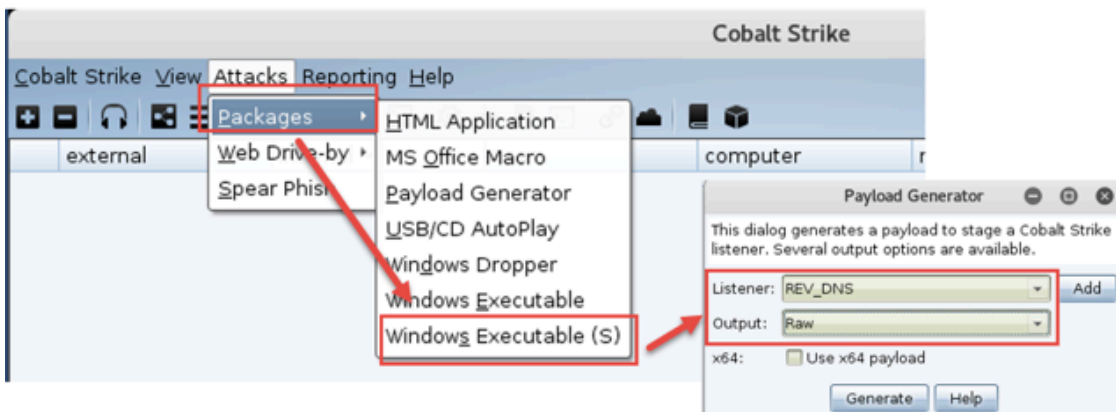 Cobalt Strike
Cobalt Strike View Attacks Reporting Help
Packages
Web Drive-by
Spear Phis
HTML Application
MS Office Macro
Payload Generator
USB/CD AutoPlay
Windows Dropper
Windows Executable
Windows Executable (S)
external
computer
r
Payload Generator
This dialog generates a payload to stage a Cobalt Strike
listener. Several output options are available.
Listener: REV_DNS Add
Output: Raw
x64: Use x64 payload
Generate Help